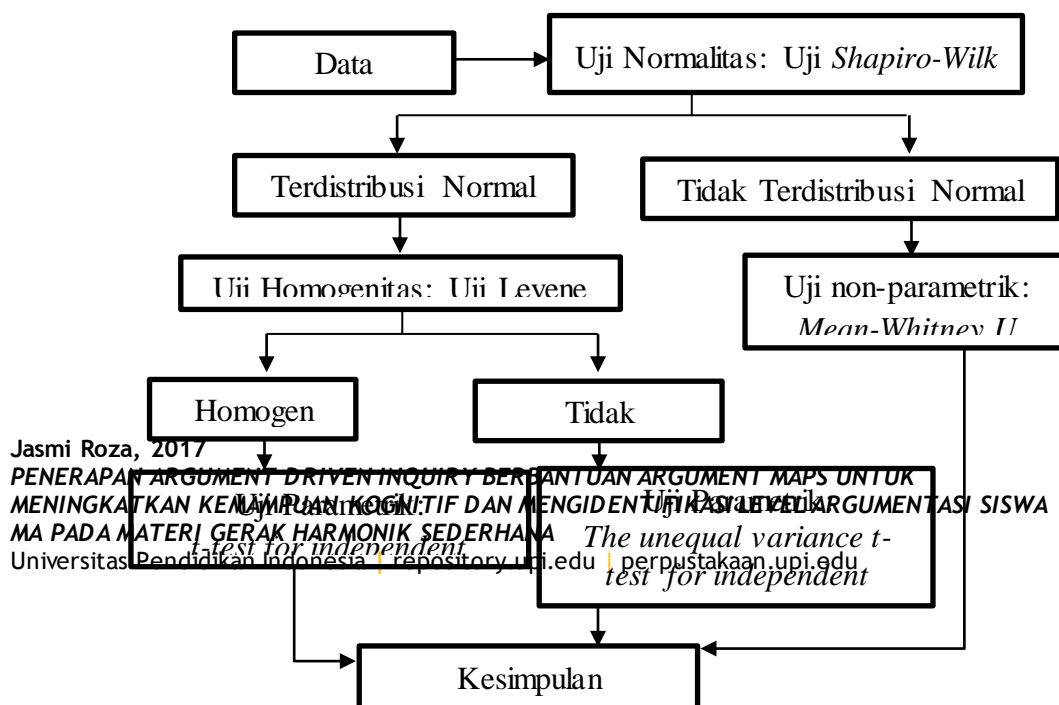 Data
Uji Normalitas: Uji Shapiro-Wilk
Terdistribusi Normal
Tidak Terdistribusi Normal
Uji Homogenitas: Uji Levene
Uji non-parametrik:
Mean-Whitney U
Homogen
Tidak
Jasmi Roza, 2017
PENERAPAN ARGUMENT DRIVEN INQUIRY BERBANTUAN ARGUMENT MAPS UNTUK
MENINGKATKAN KEMAMPUAN KOGNITIF DAN MENGIDENTIFIKASI LEVEL ARGUMENTASI SISWA
MA PADA MATERI GERAK HARMONIK SEDERHANA
Universitas Pendidikan Indonesia | repository.upi.edu | perpustakaan.upi.edu
Uji Parametrik:
t-test for independent
Uji Parametrik:
The unequal variance t-
test for independent
Kesimpulan